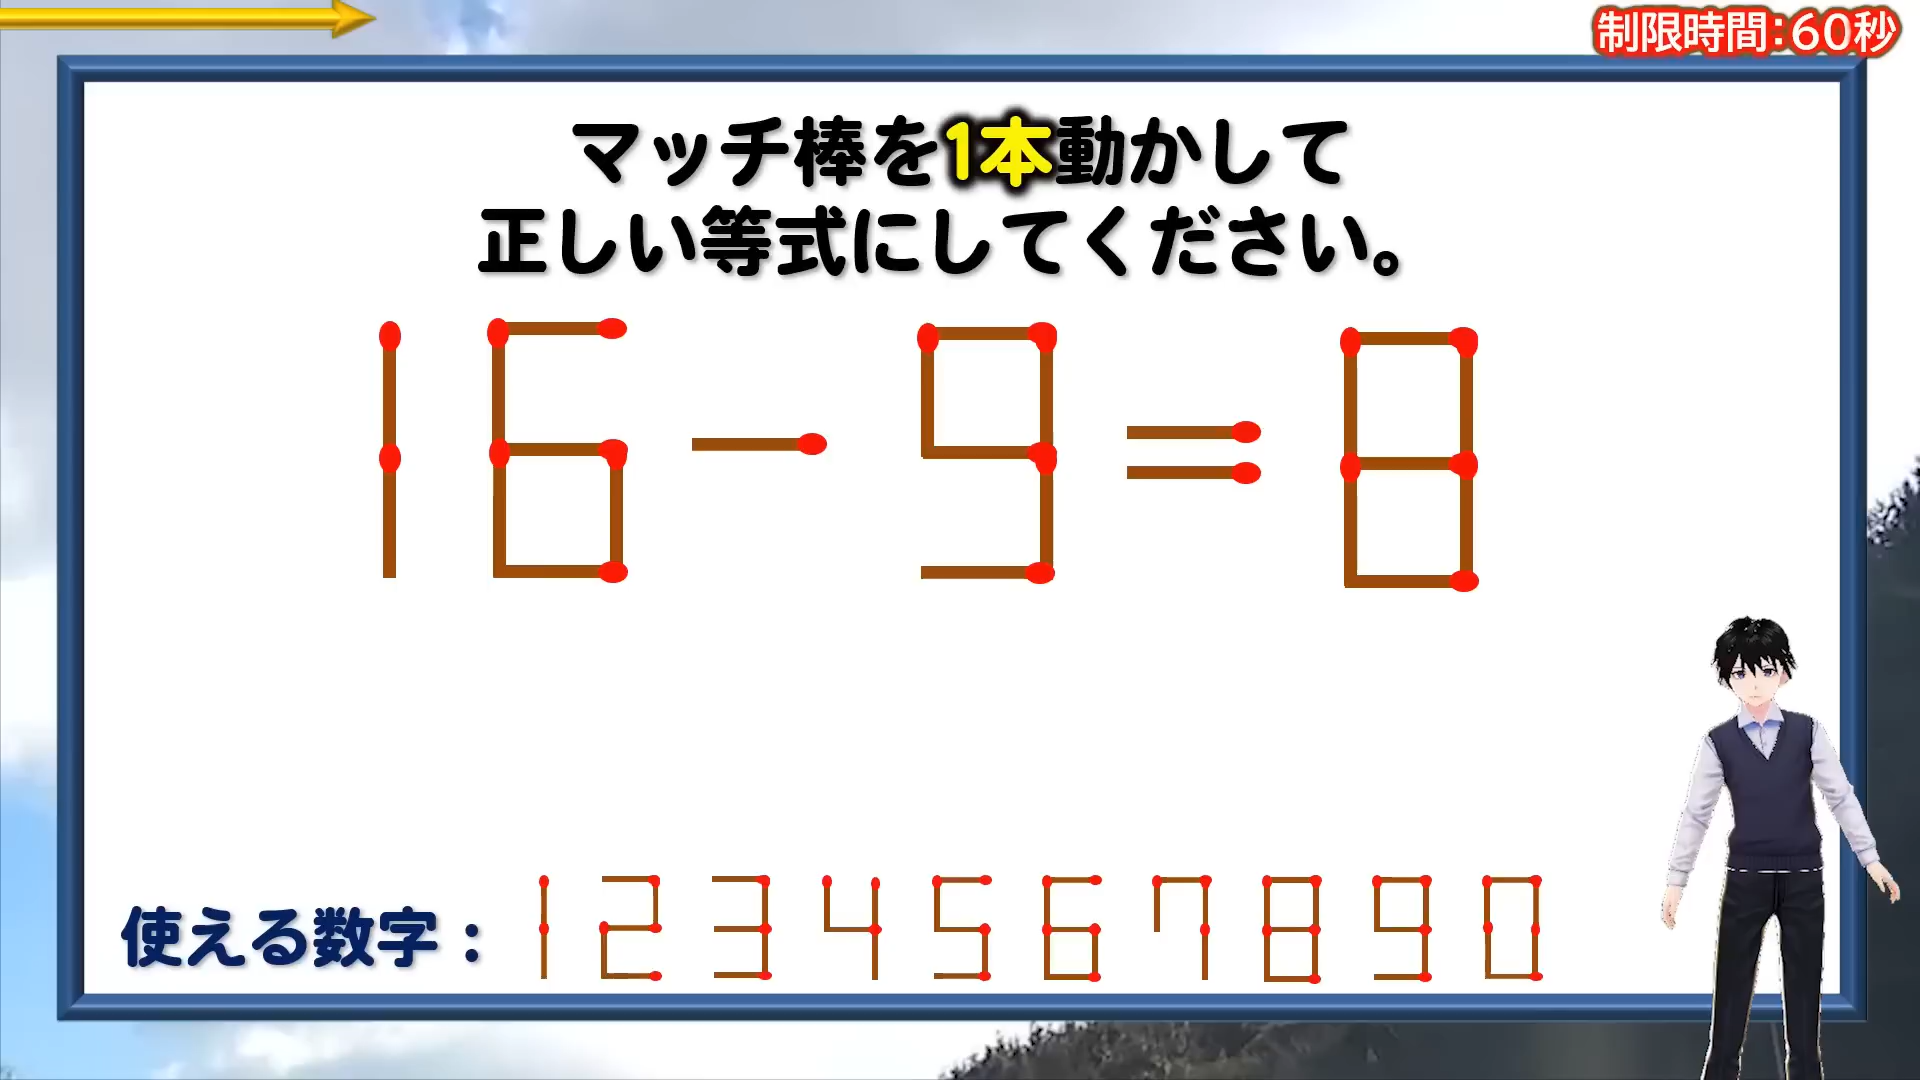 制限時間：60秒
マッチ棒を1本動かして
正しい等式にしてください。
16-9=8
使える数字：1234567890